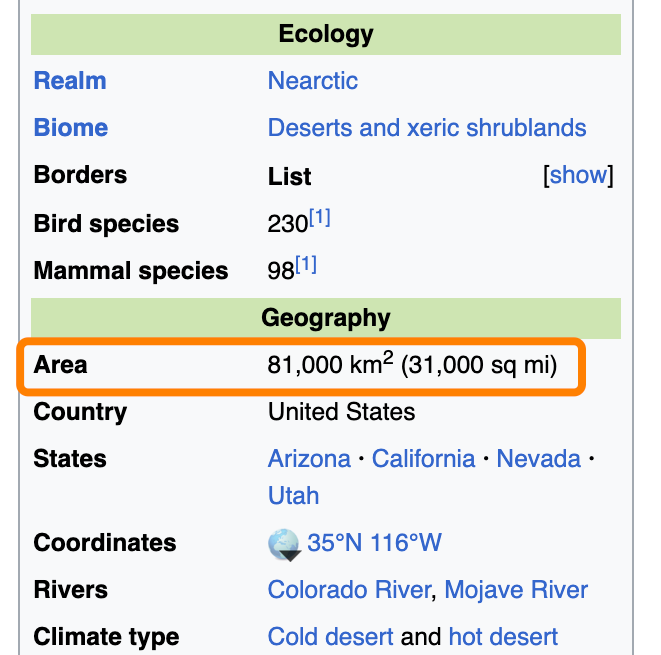 Ecology
Realm Nearctic
Biome Deserts and xeric shrublands
Borders List [show]
Bird species 230[1]
Mammal species 98[1]
Geography
Area 81,000 km² (31,000 sq mi)
Country United States
States Arizona · California · Nevada ·
Utah
Coordinates 35°N 116°W
Rivers Colorado River, Mojave River
Climate type Cold desert and hot desert